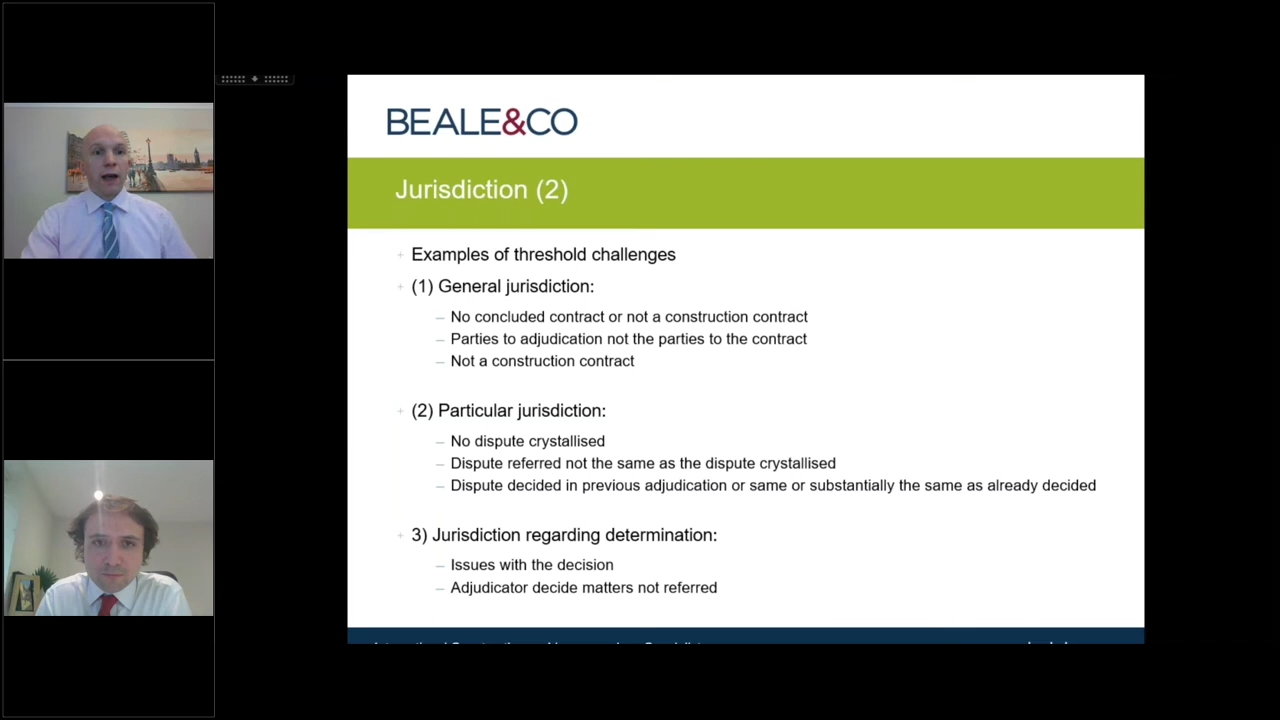 BEALE&CO
Jurisdiction (2)
+ Examples of threshold challenges
+ (1) General jurisdiction:
– No concluded contract or not a construction contract
– Parties to adjudication not the parties to the contract
– Not a construction contract
+ (2) Particular jurisdiction:
– No dispute crystallised
– Dispute referred not the same as the dispute crystallised
– Dispute decided in previous adjudication or same or substantially the same as already decided
+ 3) Jurisdiction regarding determination:
– Issues with the decision
– Adjudicator decide matters not referred